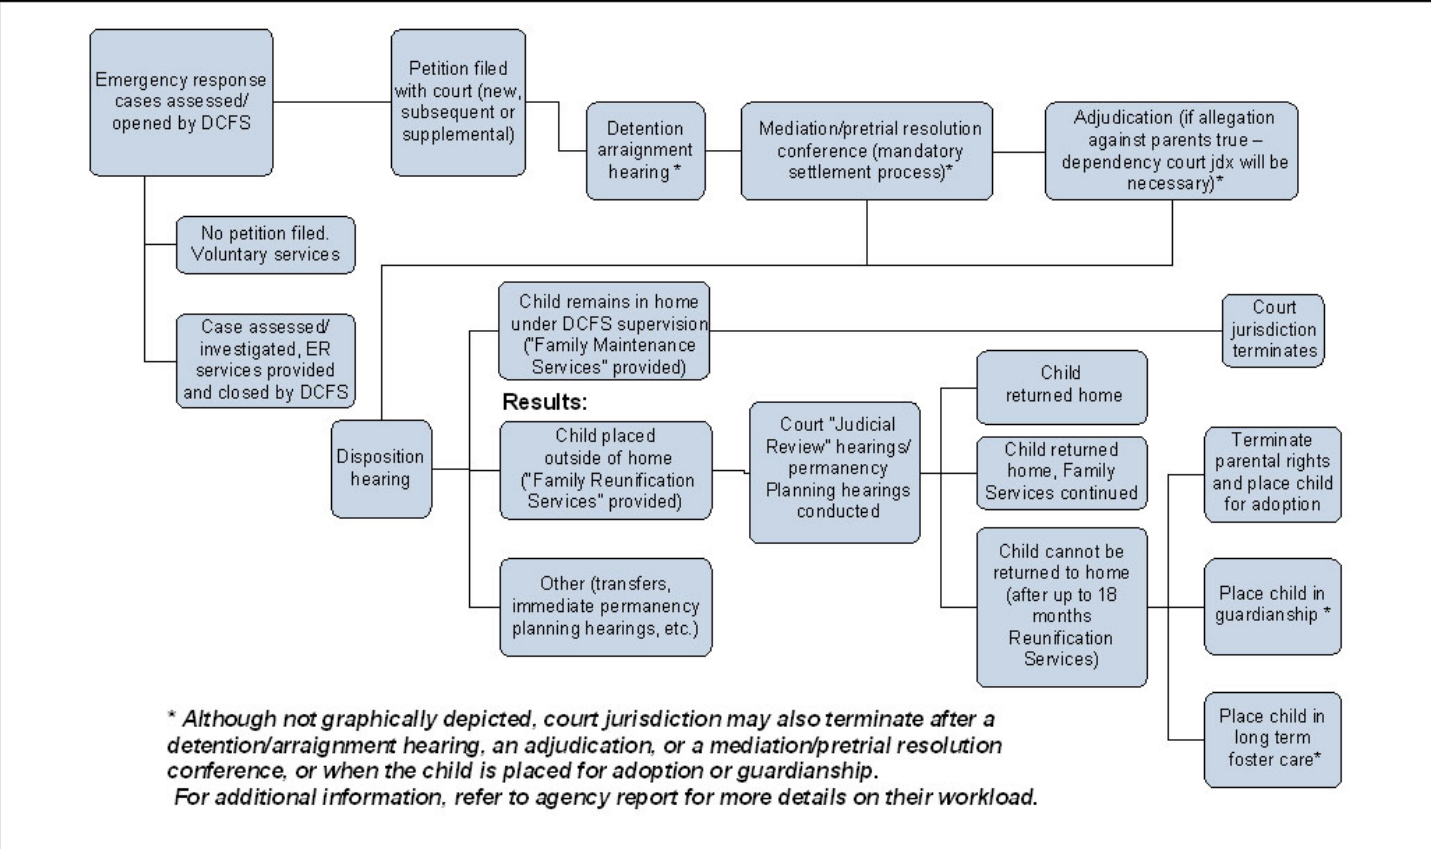 Emergency response
cases assessed/
opened by DCFS
Petition filed
with court (new,
subsequent or
supplemental)
Detention
arraignment
hearing *
Mediation/pretrial resolution
conference (mandatory
settlement process)*
Adjudication (if allegation
against parents true –
dependency court jdx will be
necessary)*
No petition filed.
Voluntary services
Case assessed/
investigated, ER
services provided
and closed by DCFS
Disposition
hearing
Child remains in home
under DCFS supervision
("Family Maintenance
Services" provided)
Court
jurisdiction
terminates
Results:
Child placed
outside of home
("Family Reunification
Services" provided)
Other (transfers,
immediate permanency
planning hearings, etc.)
Court "Judicial
Review" hearings/
permanency
Planning hearings
conducted
Child
returned home
Child returned
home, Family
Services continued
Child cannot be
returned to home
(after up to 18
months
Reunification
Services)
Terminate
parental rights
and place child
for adoption
Place child in
guardianship *
Place child in
long term
foster care*
* Although not graphically depicted, court jurisdiction may also terminate after a
detention/arraignment hearing, an adjudication, or a mediation/pretrial resolution
conference, or when the child is placed for adoption or guardianship.
For additional information, refer to agency report for more details on their workload.